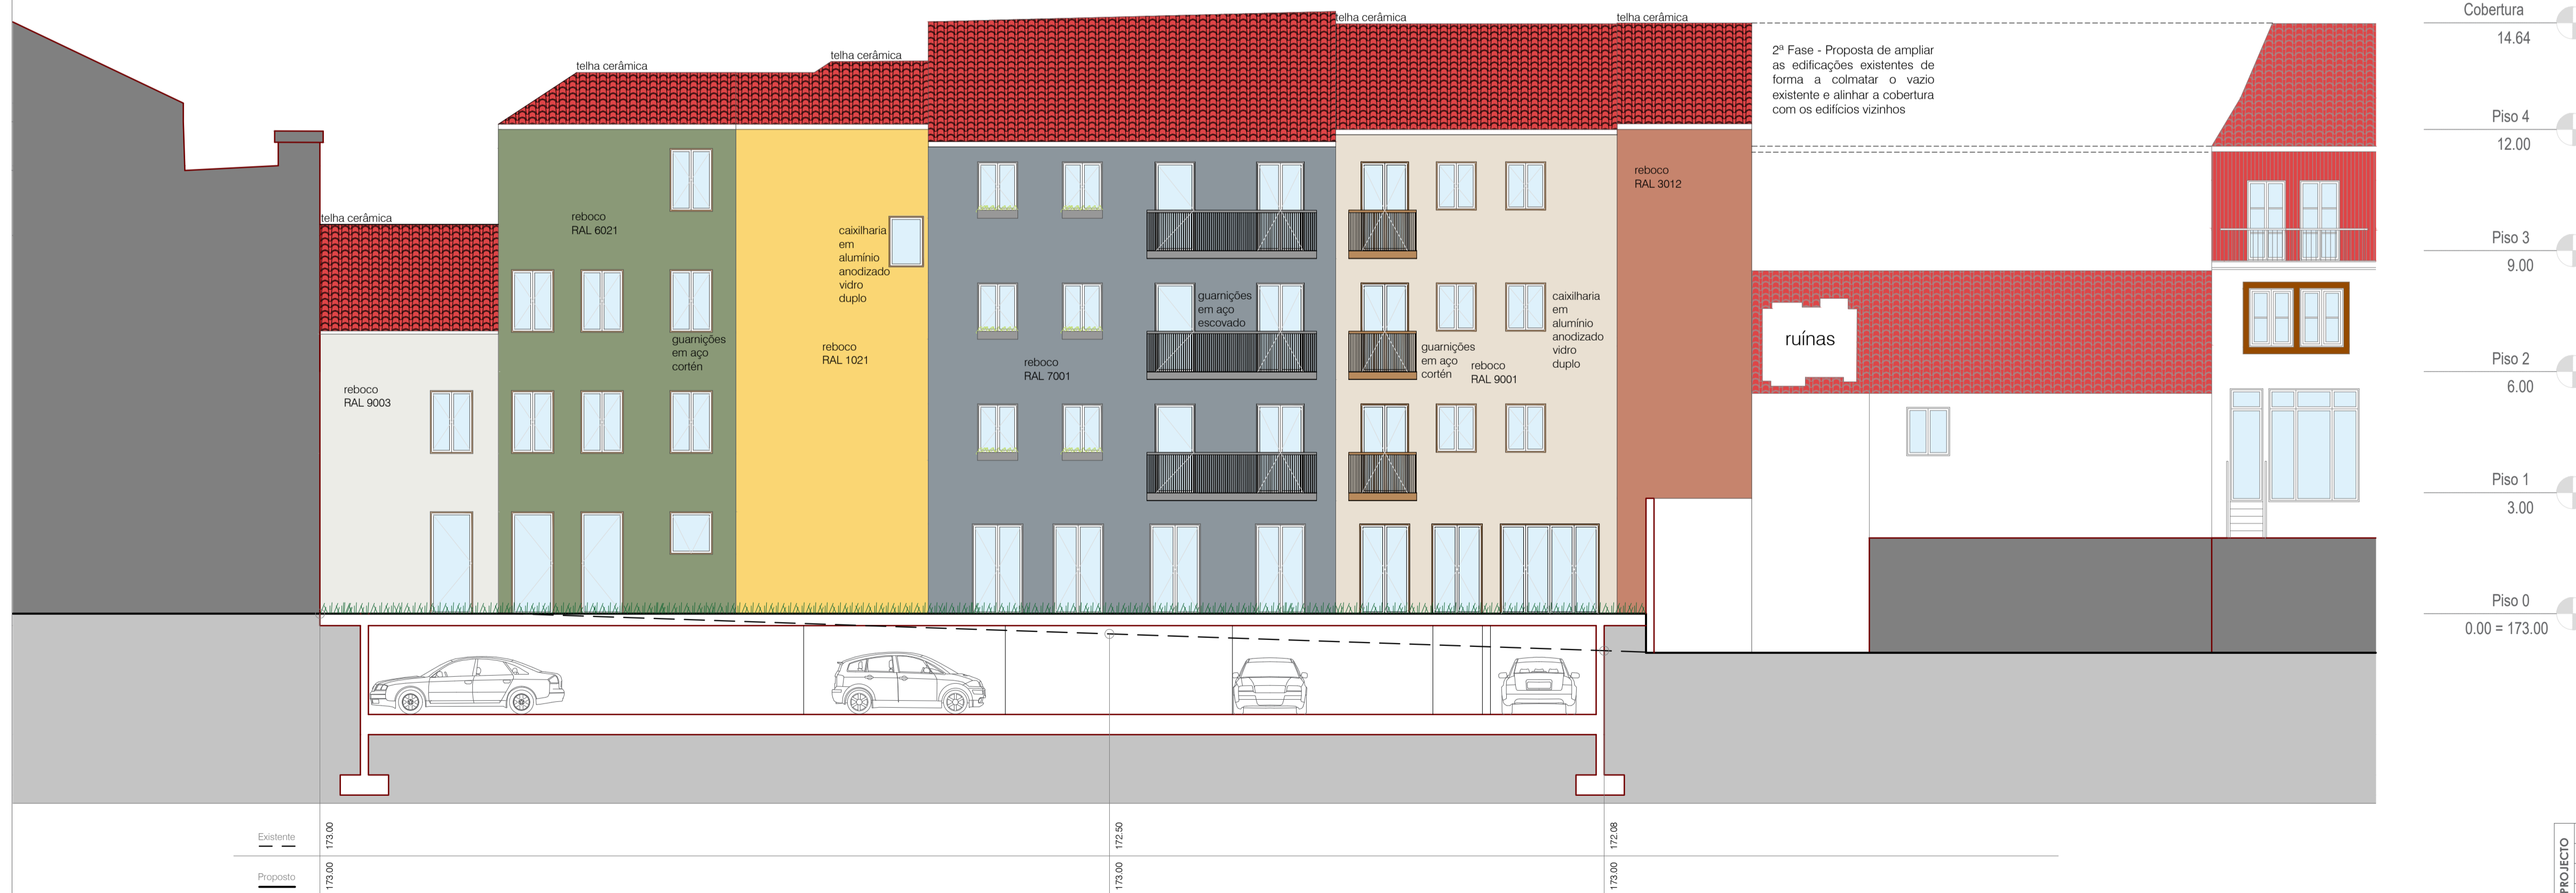 telha cerâmica
telha cerâmica
telha cerâmica
telha cerâmica
telha cerâmica
2ª Fase - Proposta de ampliar
as edificações existentes de
forma a colmatar o vazio
existente e alinhar a cobertura
com os edifícios vizinhos
reboco
RAL 9003
reboco
RAL 6021
guarnições
em aço
cortén
caixilharia
em
alumínio
anodizado
vidro
duplo
reboco
RAL 1021
reboco
RAL 7001
guarnições
em aço
escovado
guarnições
em aço
cortén
reboco
RAL 9001
caixilharia
em
alumínio
anodizado
vidro
duplo
reboco
RAL 3012
ruínas
Cobertura
14.64
Piso 4
12.00
Piso 3
9.00
Piso 2
6.00
Piso 1
3.00
Piso 0
0.00 = 173.00
Existente
173.00
172.50
172.08
Proposto
173.00
173.00
173.00
PROJECTO